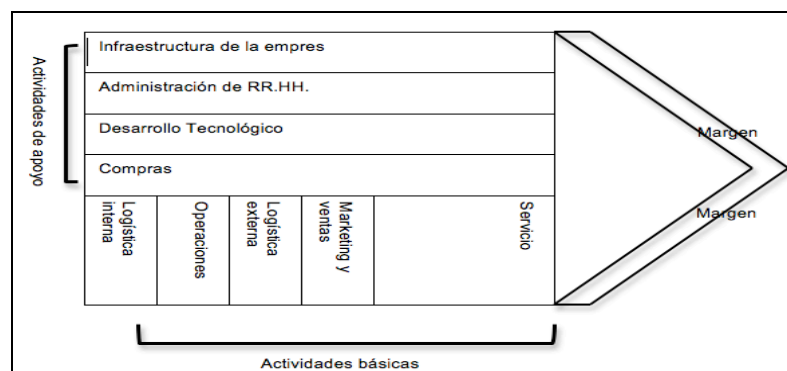 Actividades de apoyo
Infraestructura de la empres
Administración de RR.HH.
Desarrollo Tecnológico
Compras
Logística
interna
Operaciones
Logística
externa
Marketing y
ventas
Servicio
Margen
Margen
Actividades básicas